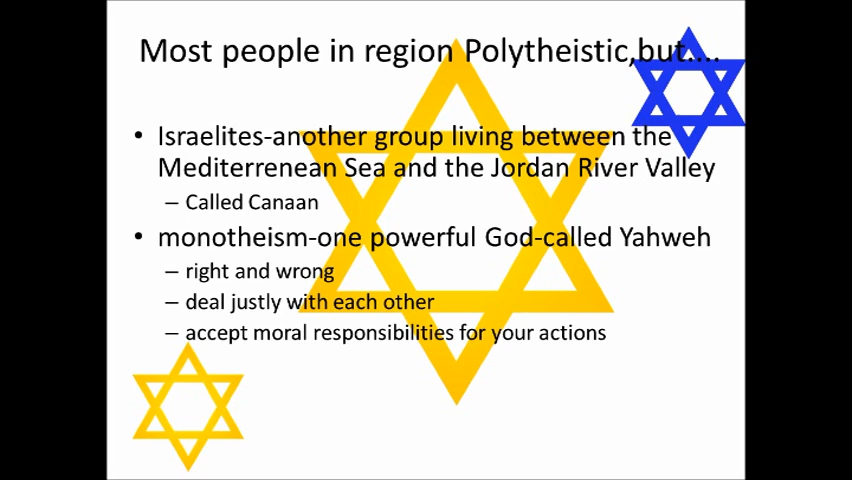 Most people in region Polytheistic,but....
• Israelites-another group living between the
Mediterrenean Sea and the Jordan River Valley
– Called Canaan
• monotheism-one powerful God-called Yahweh
– right and wrong
– deal justly with each other
– accept moral responsibilities for your actions